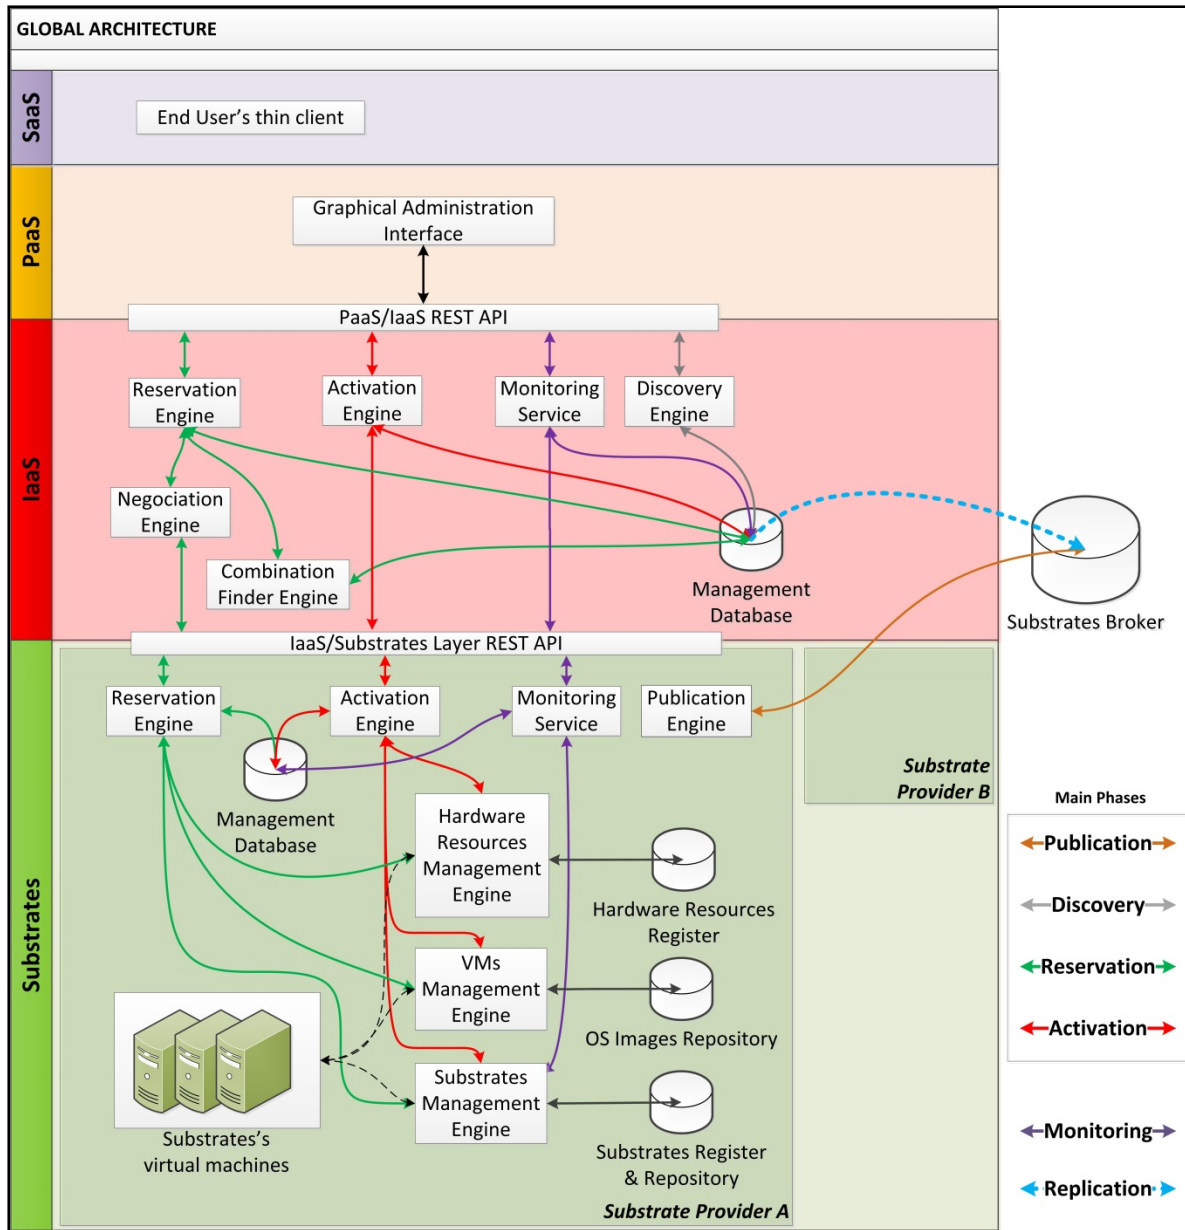 GLOBAL ARCHITECTURE
SaaS
End User's thin client
PaaS
Graphical Administration
Interface
PaaS/IaaS REST API
IaaS
Reservation
Engine
Activation
Engine
Monitoring
Service
Discovery
Engine
Negociation
Engine
Combination
Finder Engine
Management
Database
Substrates Broker
IaaS/Substrates Layer REST API
Substrates
Reservation
Engine
Activation
Engine
Monitoring
Service
Publication
Engine
Management
Database
Substrate
Provider B
Hardware
Resources
Management
Engine
Hardware Resources
Register
VMs
Management
Engine
OS Images Repository
Substrates
Management
Engine
Substrates Register
& Repository
Substrates's
virtual machines
Substrate Provider A
Main Phases
Publication
Discovery
Reservation
Activation
Monitoring
Replication